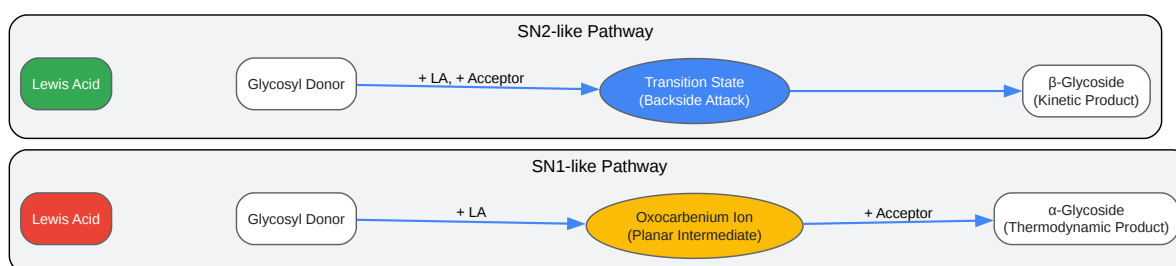 SN2-like Pathway
Lewis Acid
Glycosyl Donor
+ LA, + Acceptor
Transition State
(Backside Attack)
β-Glycoside
(Kinetic Product)
SN1-like Pathway
Lewis Acid
Glycosyl Donor
+ LA
Oxocarbenium Ion
(Planar Intermediate)
+ Acceptor
α-Glycoside
(Thermodynamic Product)